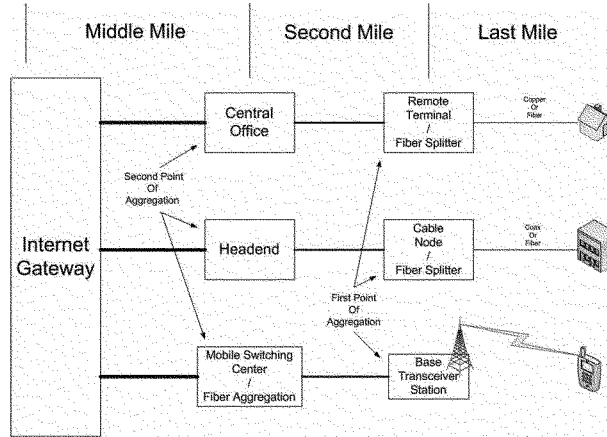 Middle Mile
Second Mile
Last Mile
Internet
Gateway
Central
Office
Remote
Terminal
/
Fiber Splitter
Copper
Or
Fiber
Second Point
Of
Aggregation
Headend
Cable
Node
/
Fiber Splitter
Coax
Or
Fiber
First Point
Of
Aggregation
Mobile Switching
Center
/
Fiber Aggregation
Base
Transceiver
Station